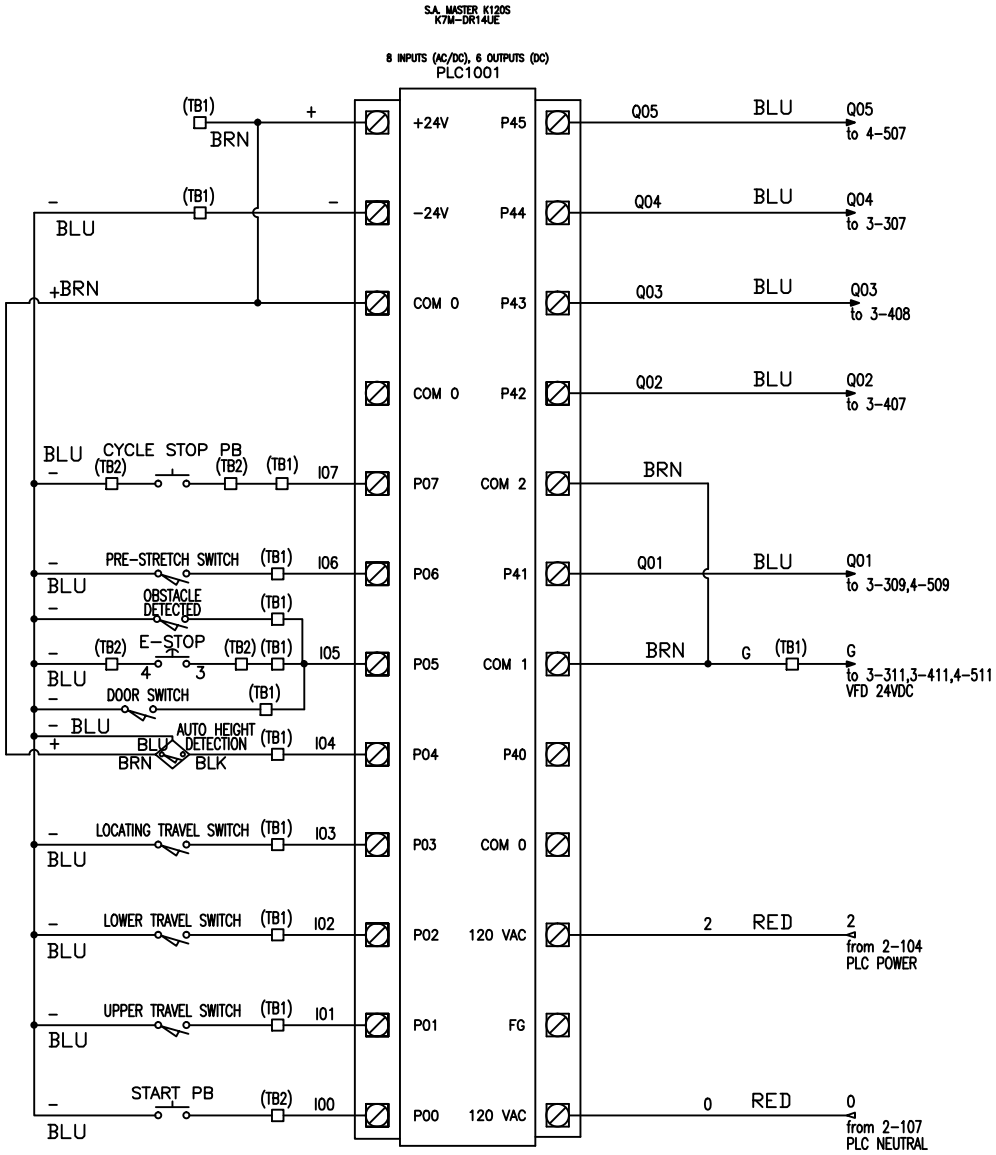 S.A. MASTER K120S
K7M-DR14UE
8 INPUTS (AC/DC), 6 OUTPUTS (DC)
PLC1001
(TB1) + +24V P45 Q05 BLU Q05
BRN
to 4-507
- (TB1) - -24V P44 Q04 BLU Q04
BLU
to 3-307
+BRN COM 0 P43 Q03 BLU Q03
to 3-408
COM 0 P42 Q02 BLU Q02
to 3-407
BLU CYCLE STOP PB
- (TB2) (TB2) (TB1) I07 P07 COM 2 BRN
- PRE-STRETCH SWITCH (TB1) I06 P06 P41 Q01 BLU Q01
BLU
to 3-309,4-509
- OBSTACLE
DETECTED (TB1)
- (TB2) E-STOP (TB2) (TB1) I05 P05 COM 1 BRN G (TB1) G
BLU 4 3
to 3-311,3-411,4-511
VFD 24VDC
- DOOR SWITCH (TB1)
- BLU AUTO HEIGHT
+ BLU DETECTION (TB1) I04 P04 P40
BRN BLK
- LOCATING TRAVEL SWITCH (TB1) I03 P03 COM 0
BLU
- LOWER TRAVEL SWITCH (TB1) I02 P02 120 VAC 2 RED 2
BLU
from 2-104
PLC POWER
- UPPER TRAVEL SWITCH (TB1) I01 P01 FG
BLU
- START PB (TB2) I00 P00 120 VAC 0 RED 0
BLU
from 2-107
PLC NEUTRAL